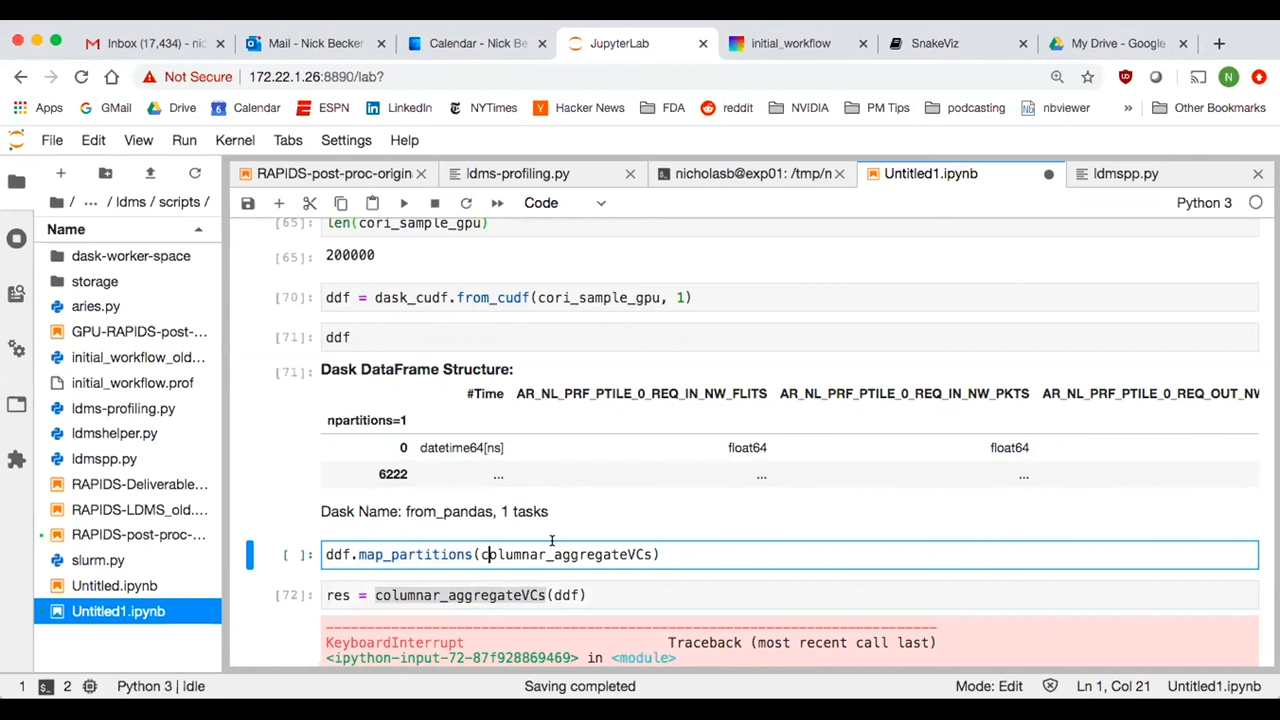 Inbox (17,434) - nic
Mail - Nick Becker
Calendar - Nick Be
JupyterLab
initial_workflow
SnakeViz
My Drive - Google
Not Secure | 172.22.1.26:8890/lab?
N
Apps GMail Drive Calendar ESPN LinkedIn NYTimes Hacker News FDA reddit NVIDIA PM Tips podcasting nbviewer » Other Bookmarks
File Edit View Run Kernel Tabs Settings Help
RAPIDS-post-proc-origin
ldms-profiling.py
nicholasb@exp01: /tmp/n
Untitled1.ipynb
ldmspp.py
/ ... / ldms / scripts /
Code
Python 3
Name
dask-worker-space
storage
aries.py
GPU-RAPIDS-post-...
initial_workflow_old...
initial_workflow.prof
ldms-profiling.py
ldmshelper.py
ldmspp.py
RAPIDS-Deliverable...
RAPIDS-LDMS_old....
RAPIDS-post-proc-...
slurm.py
Untitled.ipynb
Untitled1.ipynb
[65]: len(cori_sample_gpu)
[65]: 200000
[70]: ddf = dask_cudf.from_cudf(cori_sample_gpu, 1)
[71]: ddf
[71]: Dask DataFrame Structure:
#Time AR_NL_PRF_PTILE_0_REQ_IN_NW_FLITS AR_NL_PRF_PTILE_0_REQ_IN_NW_PKTS AR_NL_PRF_PTILE_0_REQ_OUT_NW
npartitions=1
0 datetime64[ns] float64 float64
6222 ... ... ...
Dask Name: from_pandas, 1 tasks
[ ]: ddf.map_partitions(columnar_aggregateVCs)
[72]: res = columnar_aggregateVCs(ddf)
---------------------------------------------------------------------------
KeyboardInterrupt Traceback (most recent call last)
<ipython-input-72-87f928869469> in <module>
1 2 Python 3 | Idle Saving completed Mode: Edit Ln 1, Col 21 Untitled1.ipynb